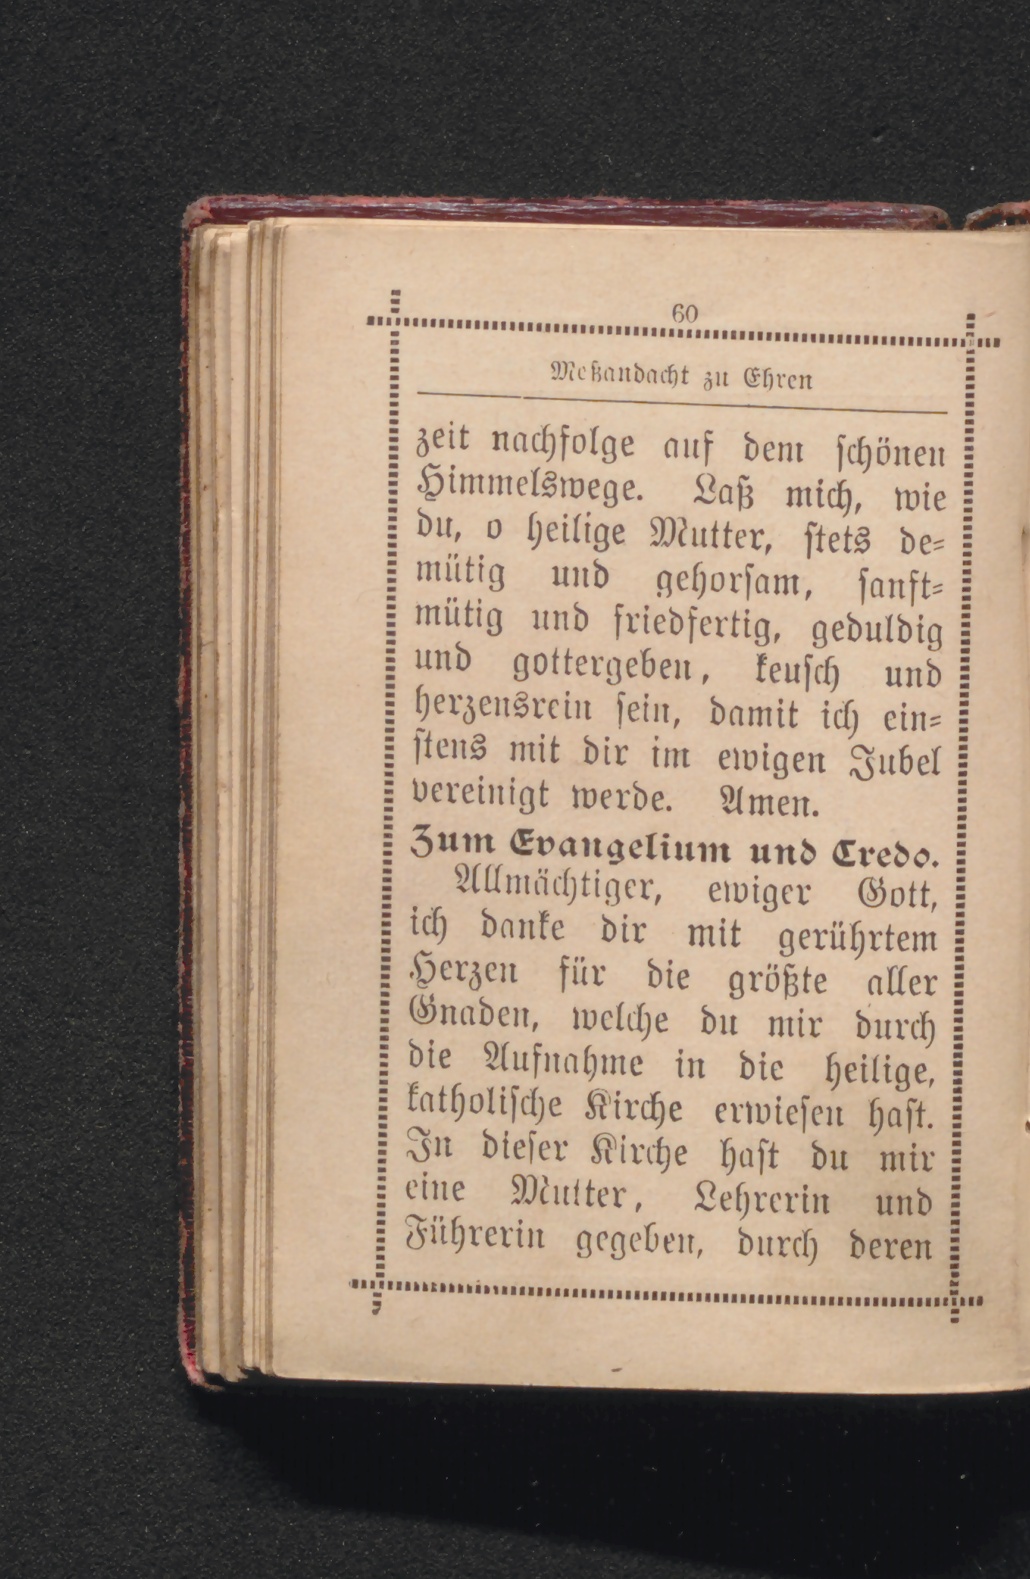 60
Meßandacht zu Ehren
zeit nachfolge auf dem schönen
Himmelswege. Laß mich, wie
du, o heilige Mutter, stets de=
mütig und gehorsam, sanft=
mütig und friedfertig, geduldig
und gottergeben, keusch und
herzensrein sein, damit ich ein=
stens mit dir im ewigen Jubel
vereinigt werde. Amen.
Zum Evangelium und Credo.
Allmächtiger, ewiger Gott,
ich danke dir mit gerührtem
Herzen für die größte aller
Gnaden, welche du mir durch
die Aufnahme in die heilige,
katholische Kirche erwiesen hast.
In dieser Kirche hast du mir
eine Mutter, Lehrerin und
Führerin gegeben, durch deren